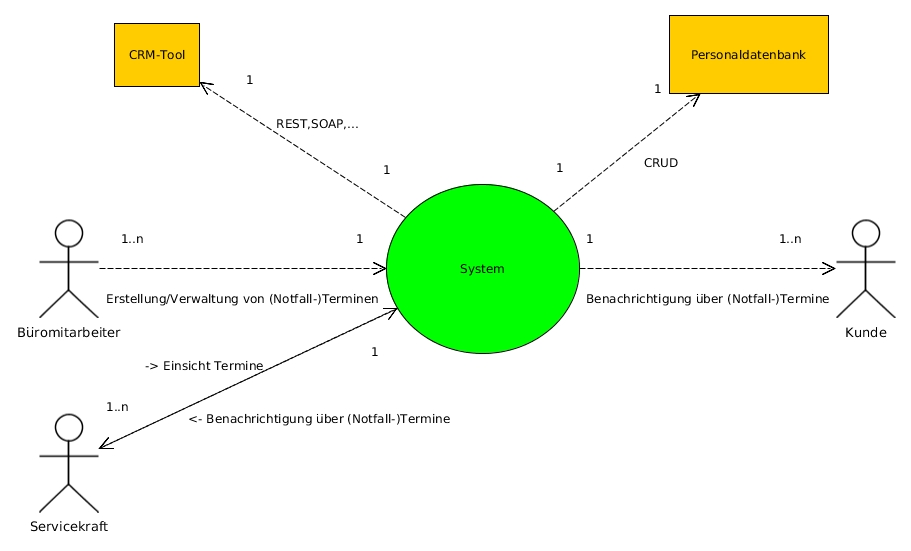 CRM-Tool
Personaldatenbank
1
1
REST,SOAP,...
CRUD
1
1
1..n
1
System
1
1..n
Erstellung/Verwaltung von (Notfall-)Terminen
Benachrichtigung über (Notfall-)Termine
Büromitarbeiter
Kunde
1
-> Einsicht Termine
1..n
<- Benachrichtigung über (Notfall-)Termine
Servicekraft